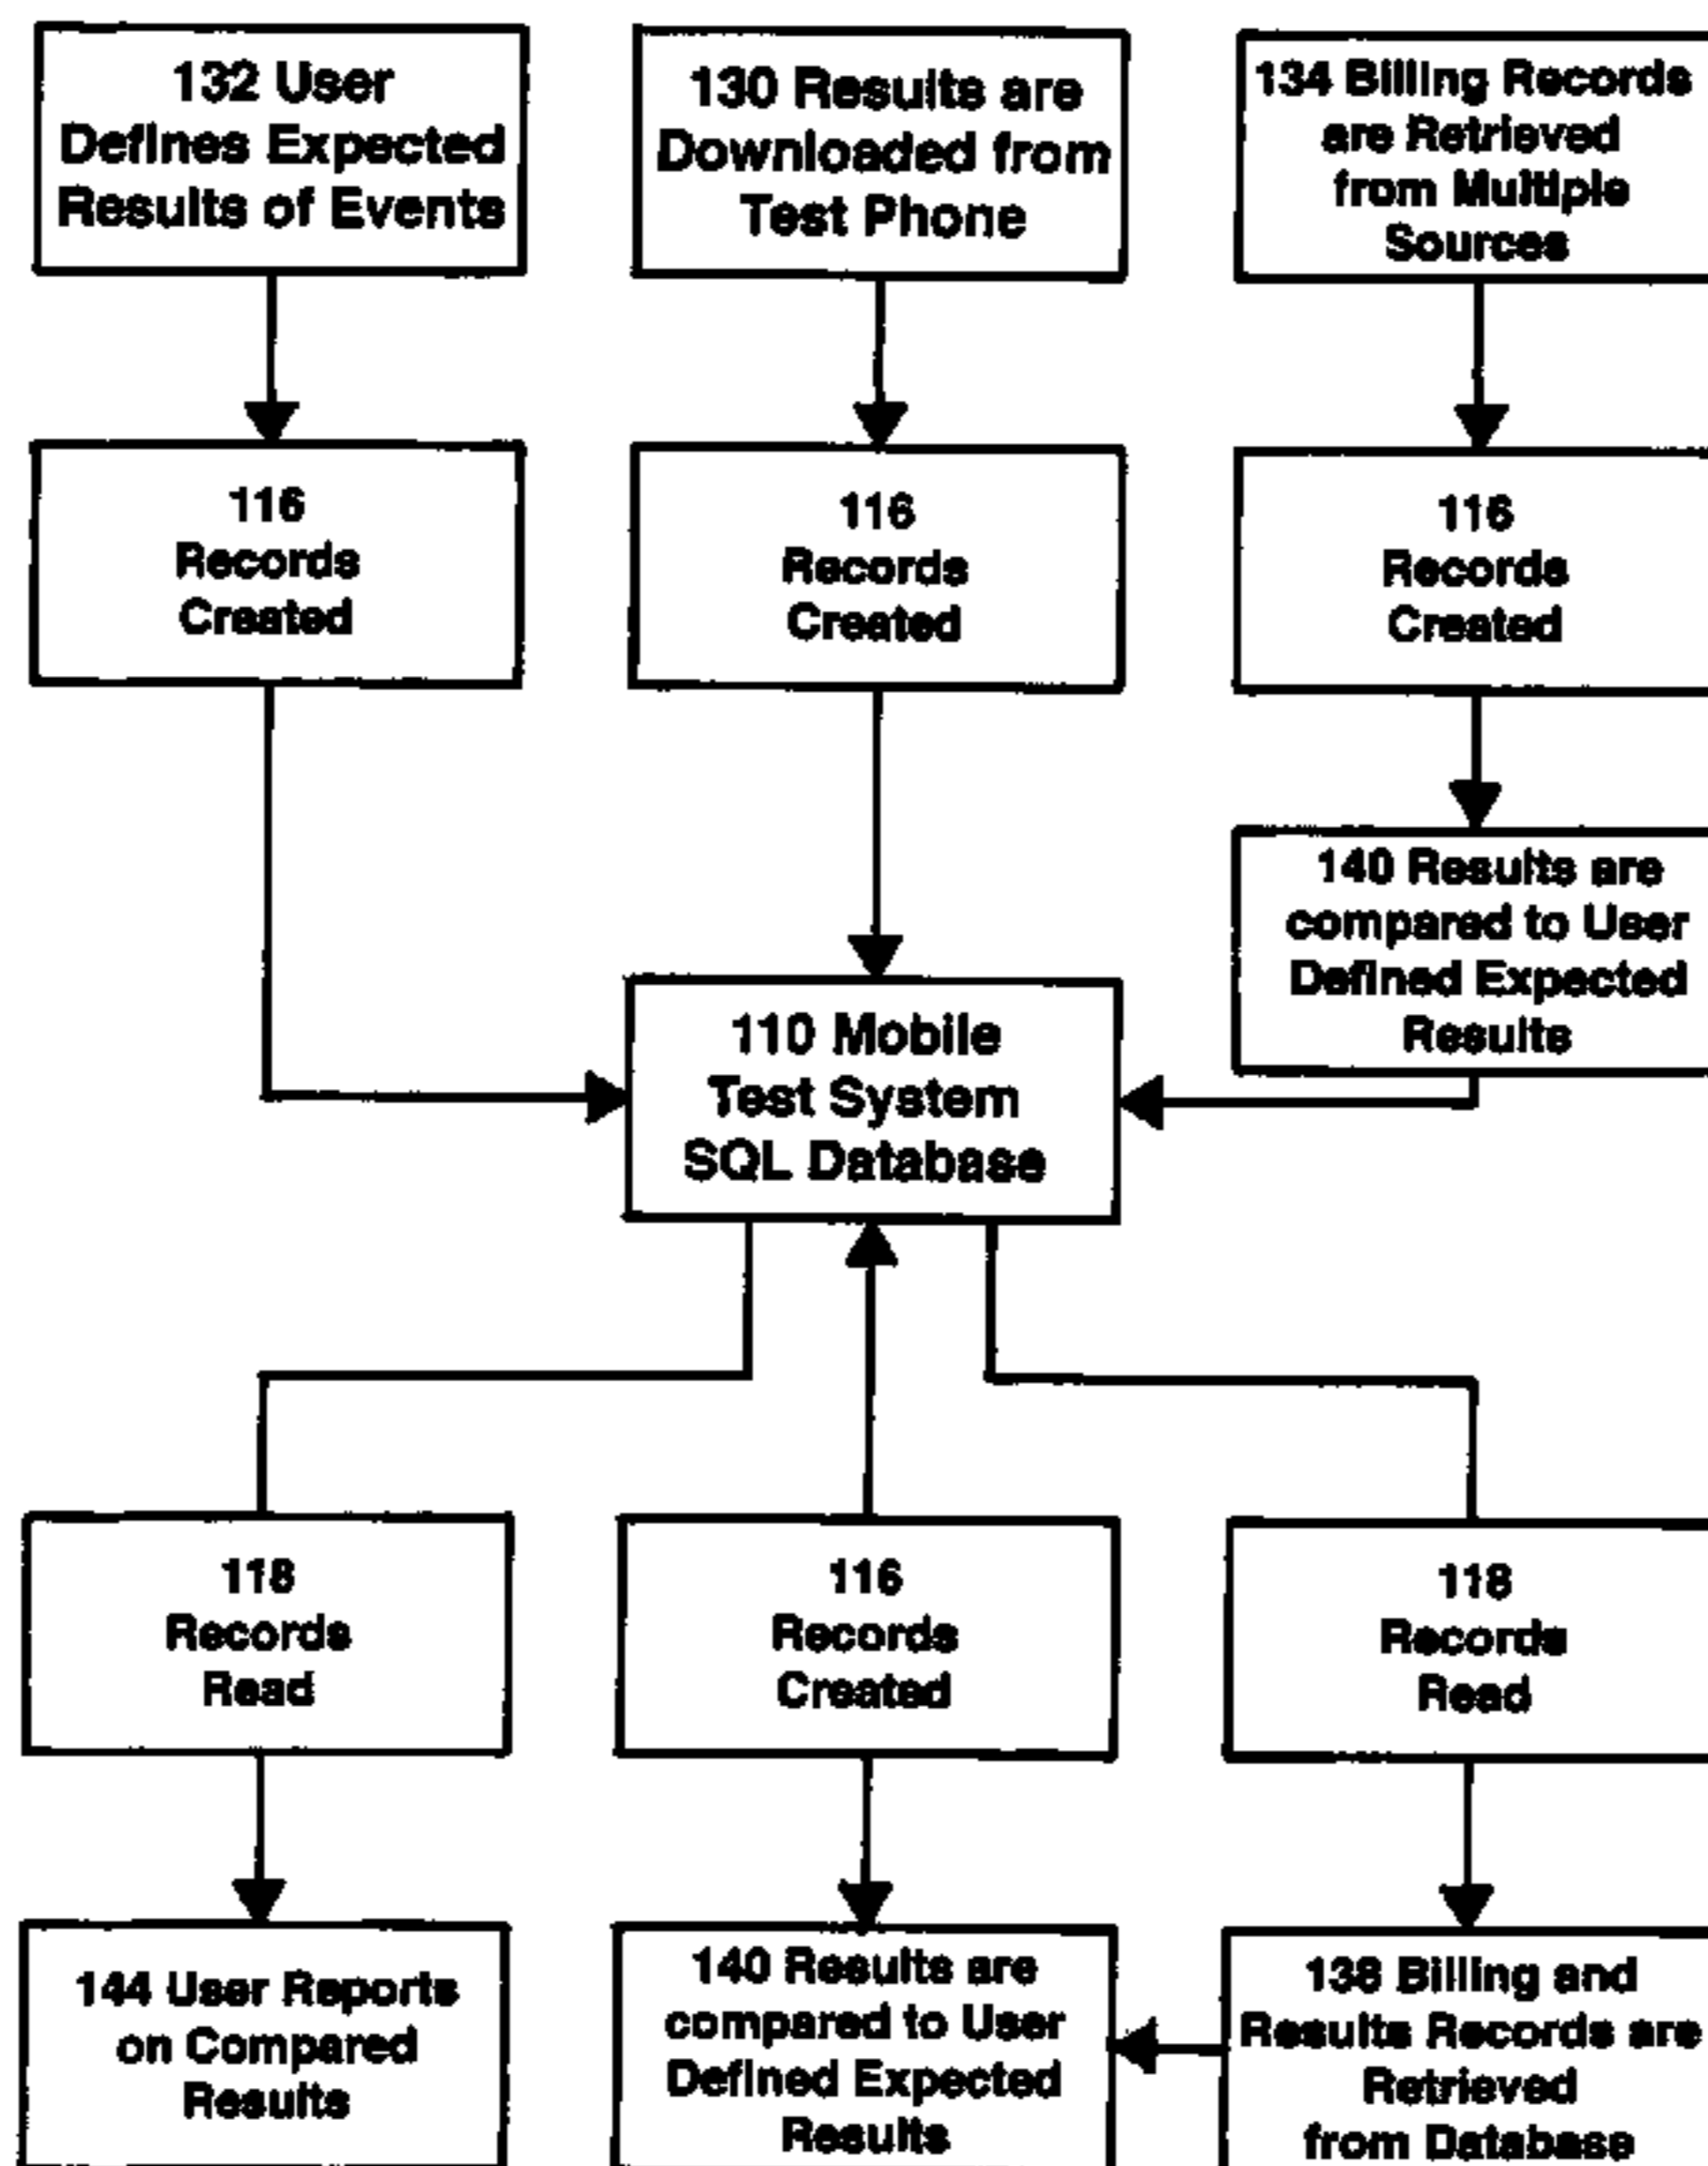 132 User
Defines Expected
Results of Events
130 Results are
Downloaded from
Test Phone
134 Billing Records
are Retrieved
from Multiple
Sources
116
Records
Created
116
Records
Created
116
Records
Created
140 Results are
compared to User
Defined Expected
Results
110 Mobile
Test System
SQL Database
118
Records
Read
116
Records
Created
118
Records
Read
144 User Reports
on Compared
Results
140 Results are
compared to User
Defined Expected
Results
138 Billing and
Results Records are
Retrieved
from Database